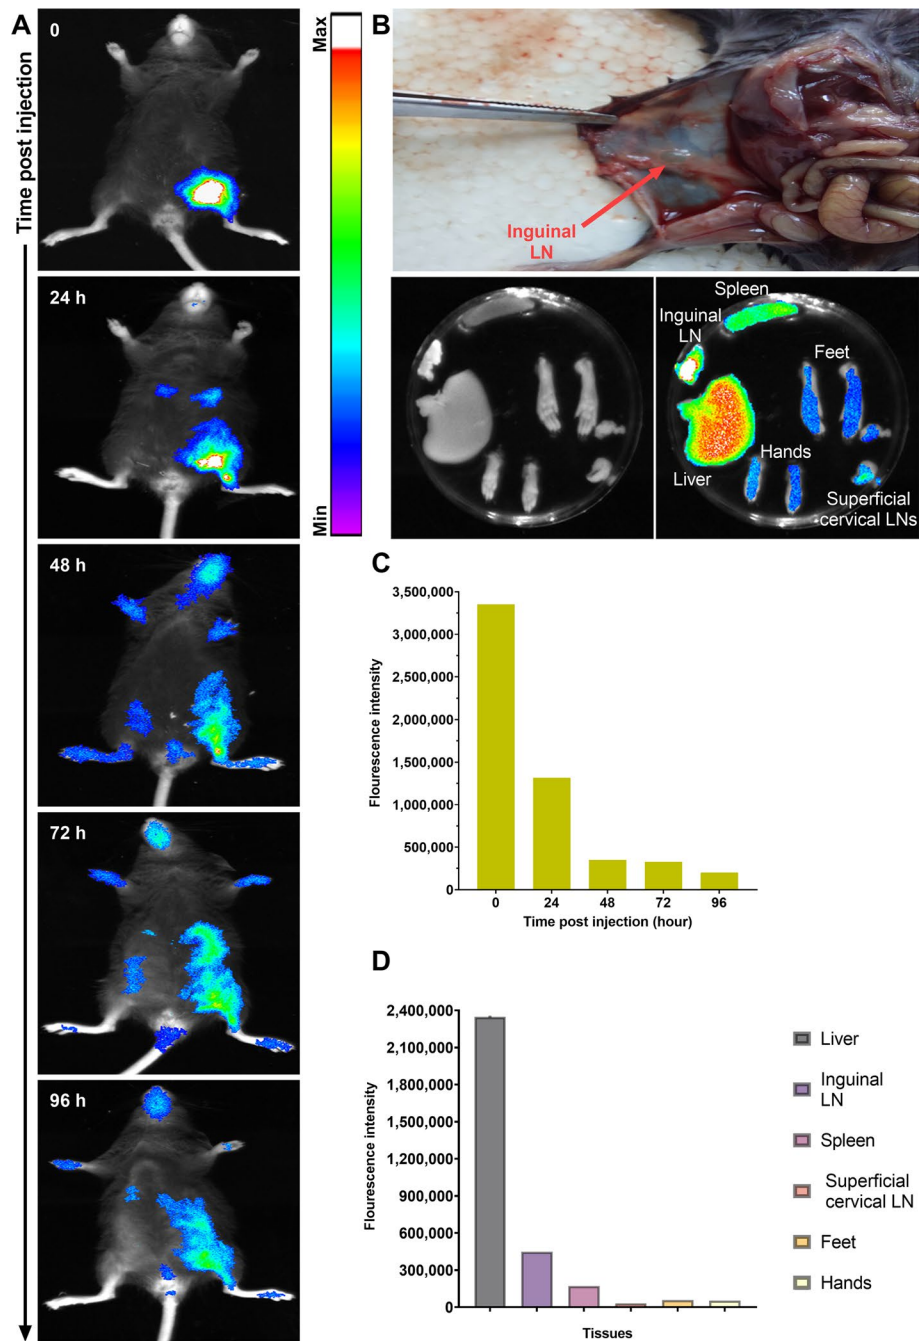 A
Time post injection
0
24 h
48 h
72 h
96 h
Max
Min
B
Inguinal
LN
Spleen
Inguinal
LN
Feet
Hands
Liver
Superficial
cervical LNs
C
Flourescence intensity
3,500,000
3,000,000
2,500,000
2,000,000
1,500,000
1,000,000
500,000
0
0 24 48 72 96
Time post injection (hour)
D
Flourescence intensity
2,400,000
2,100,000
1,800,000
1,500,000
1,200,000
900,000
600,000
300,000
0
Tissues
Liver
Inguinal
LN
Spleen
Superficial
cervical LN
Feet
Hands